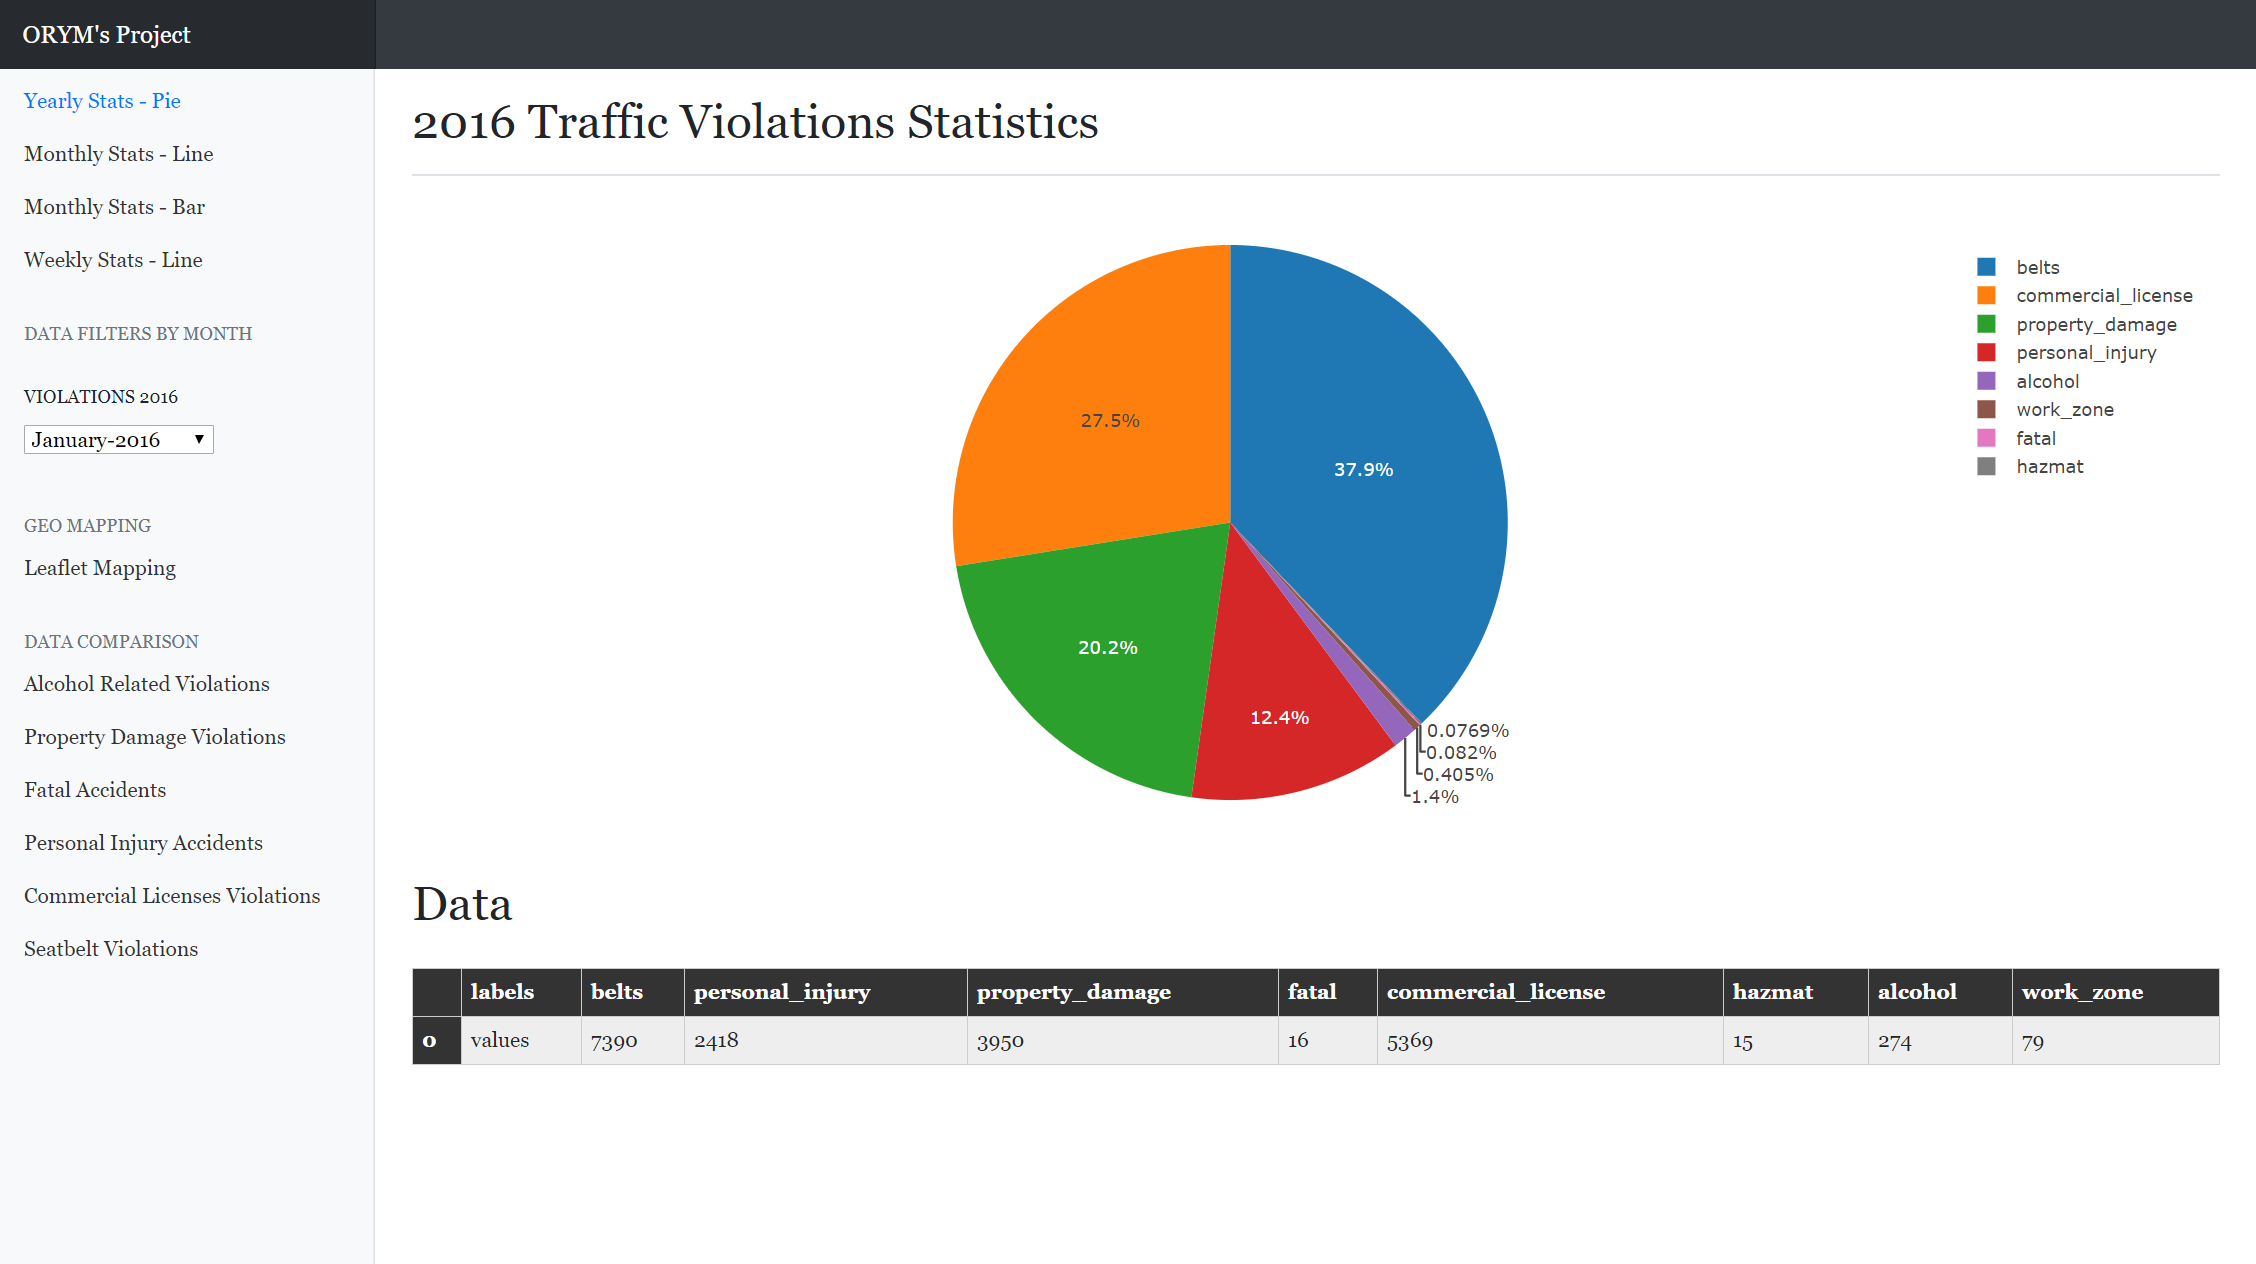 ORYM's Project
Yearly Stats - Pie
Monthly Stats - Line
Monthly Stats - Bar
Weekly Stats - Line
DATA FILTERS BY MONTH
VIOLATIONS 2016
January-2016
GEO MAPPING
Leaflet Mapping
DATA COMPARISON
Alcohol Related Violations
Property Damage Violations
Fatal Accidents
Personal Injury Accidents
Commercial Licenses Violations
Seatbelt Violations
2016 Traffic Violations Statistics
27.5%
37.9%
20.2%
12.4%
0.0769%
0.082%
0.405%
1.4%
belts
commercial_license
property_damage
personal_injury
alcohol
work_zone
fatal
hazmat
Data
labels belts personal_injury property_damage fatal commercial_license hazmat alcohol work_zone
0 values 7390 2418 3950 16 5369 15 274 79